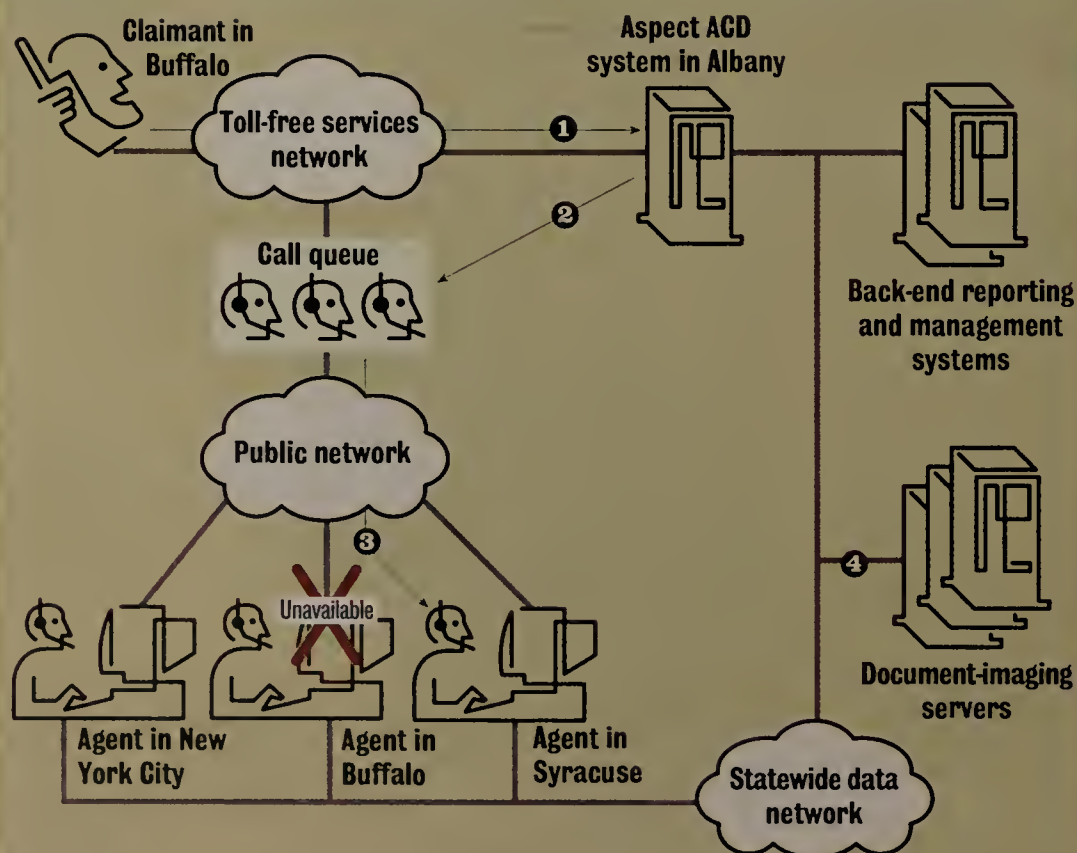 Claimant in
Buffalo
Aspect ACD
system in Albany
Toll-free services
network
1
2
Call queue
Back-end reporting
and management
systems
Public network
3
Unavailable
4
Document-imaging
servers
Agent in New
York City
Agent in
Buffalo
Agent in
Syracuse
Statewide data
network